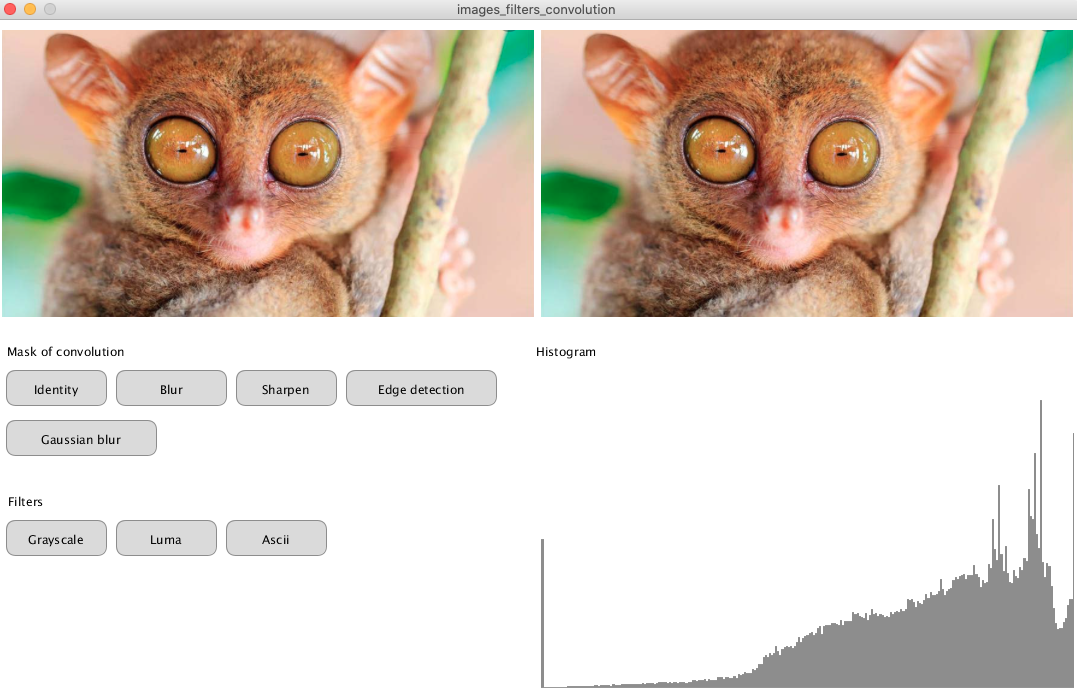 images_filters_convolution
Mask of convolution
Histogram
Identity
Blur
Sharpen
Edge detection
Gaussian blur
Filters
Grayscale
Luma
Ascii